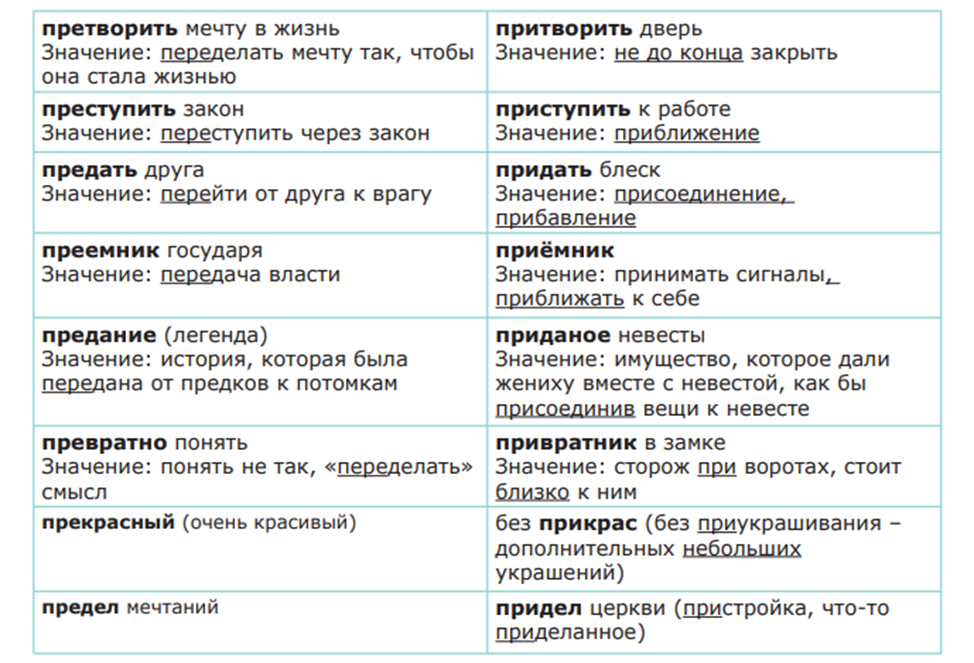 претворить мечту в жизнь
Значение: переделать мечту так, чтобы
она стала жизнью
притворить дверь
Значение: не до конца закрыть
преступить закон
Значение: переступить через закон
приступить к работе
Значение: приближение
предать друга
Значение: перейти от друга к врагу
придать блеск
Значение: присоединение,
прибавление
преемник государя
Значение: передача власти
приёмник
Значение: принимать сигналы,
приближать к себе
предание (легенда)
Значение: история, которая была
передана от предков к потомкам
приданое невесты
Значение: имущество, которое дали
жениху вместе с невестой, как бы
присоединив вещи к невесте
превратно понять
Значение: понять не так, «переделать»
смысл
привратник в замке
Значение: сторож при воротах, стоит
близко к ним
прекрасный (очень красивый)
без прикрас (без приукрашивания –
дополнительных небольших
украшений)
предел мечтаний
придел церкви (пристройка, что-то
приделанное)